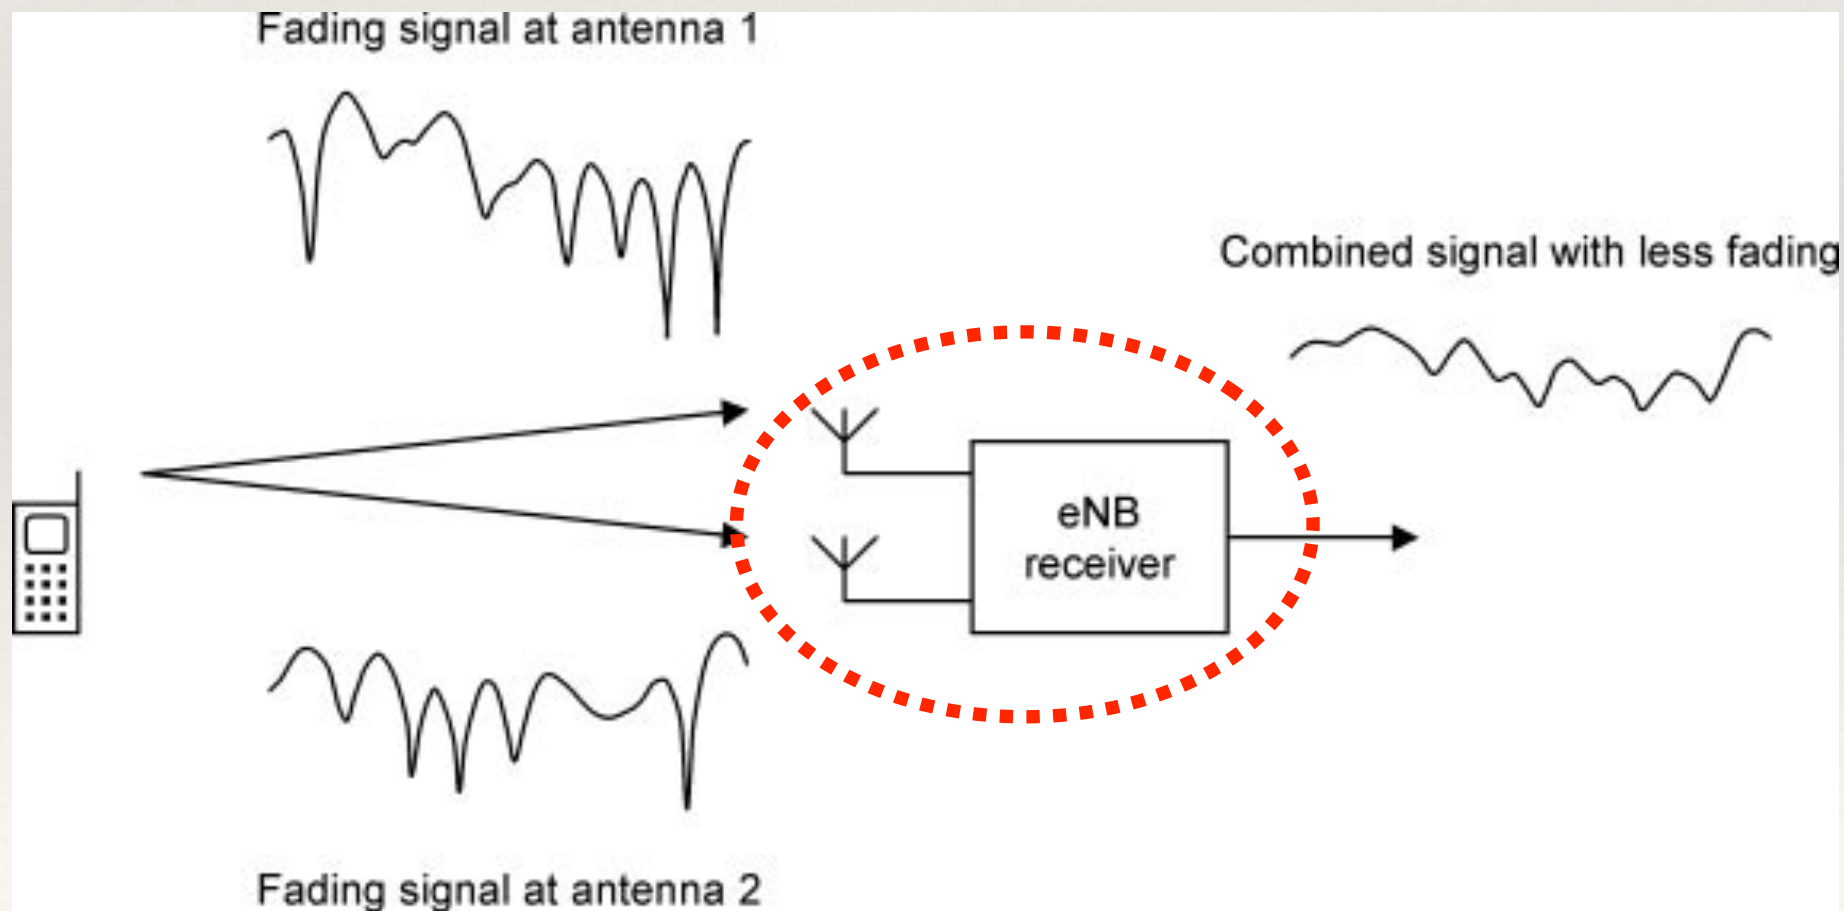 Fading signal at antenna 1
Combined signal with less fading
eNB
receiver
Fading signal at antenna 2